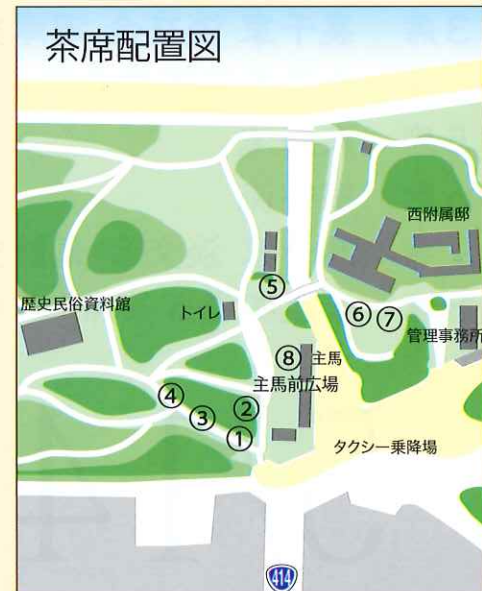 茶席配置図
西附属邸
⑤
歴史民俗資料館
トイレ
⑥ ⑦
管理事務所
⑧ 主馬
主馬前広場
④
③
②
①
タクシー乗降場
414